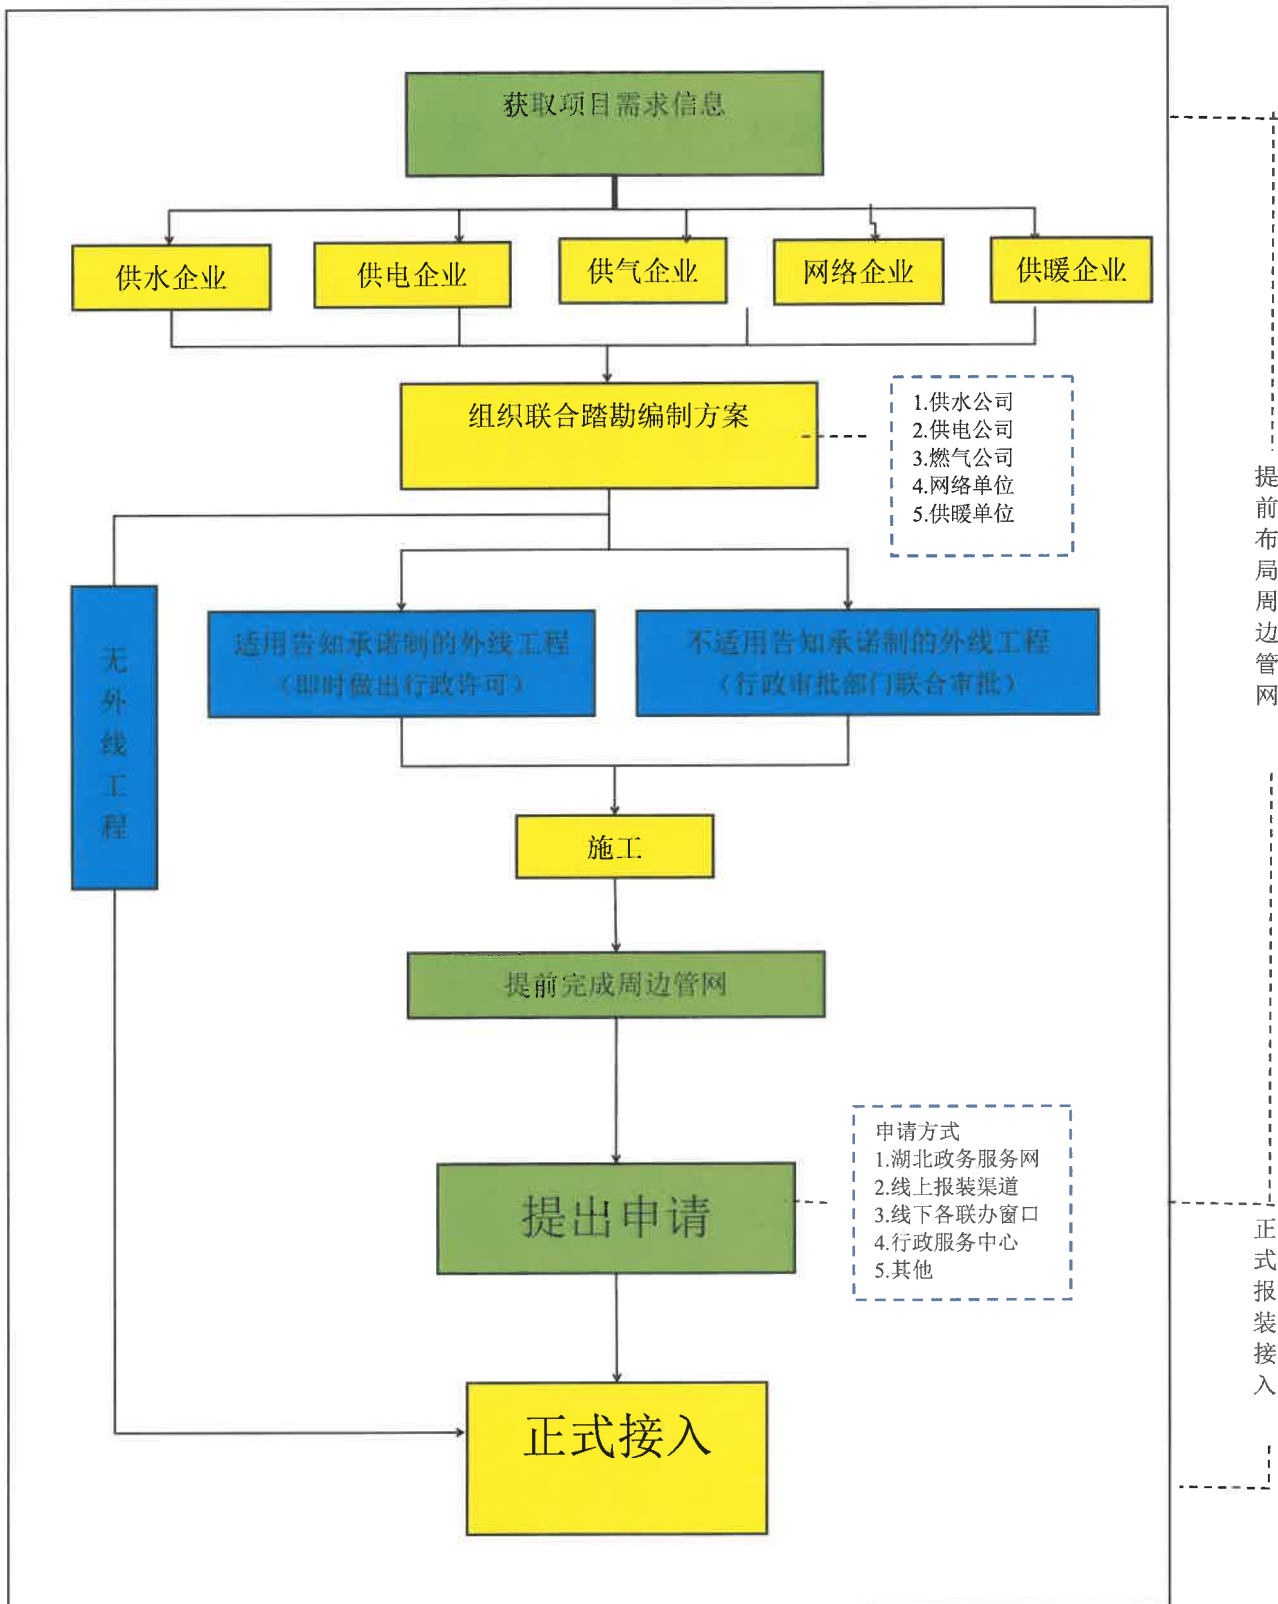 获取项目需求信息
供水企业
供电企业
供气企业
网络企业
供暖企业
组织联合踏勘编制方案
1.供水公司
2.供电公司
3.燃气公司
4.网络单位
5.供暖单位
提前布局周边管网
无外线工程
适用告知承诺制的外线工程
（即时做出行政许可）
不适用告知承诺制的外线工程
（行政审批部门联合审批）
施工
提前完成周边管网
提出申请
申请方式
1.湖北政务服务网
2.线上报装渠道
3.线下各联办窗口
4.行政服务中心
5.其他
正式报装接入
正式接入